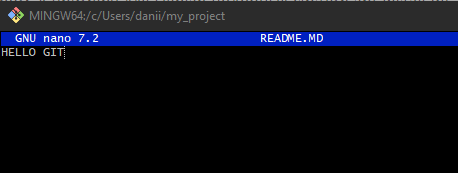 MINGW64:/c/Users/danii/my_project
GNU nano 7.2 README.MD
HELLO GIT